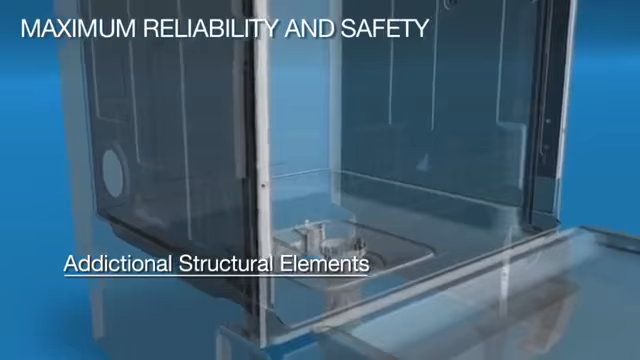 MAXIMUM RELIABILITY AND SAFETY
Addictional Structural Elements